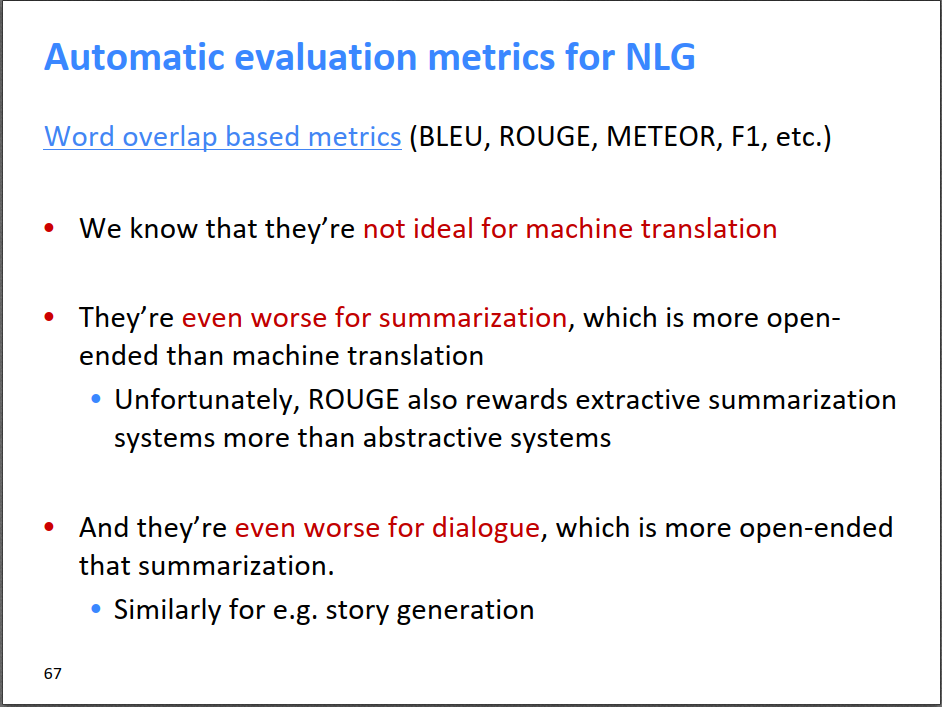 Automatic evaluation metrics for NLG
Word overlap based metrics (BLEU, ROUGE, METEOR, F1, etc.)
• We know that they’re not ideal for machine translation
• They’re even worse for summarization, which is more open-
ended than machine translation
• Unfortunately, ROUGE also rewards extractive summarization
systems more than abstractive systems
• And they’re even worse for dialogue, which is more open-ended
that summarization.
• Similarly for e.g. story generation
67